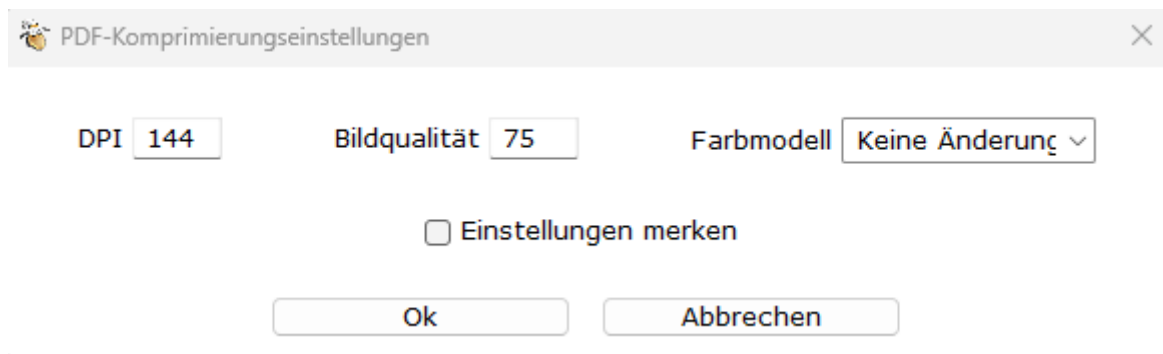 PDF-Komprimierungseinstellungen
DPI 144 Bildqualität 75 Farbmodell Keine Änderung
Einstellungen merken
Ok Abbrechen